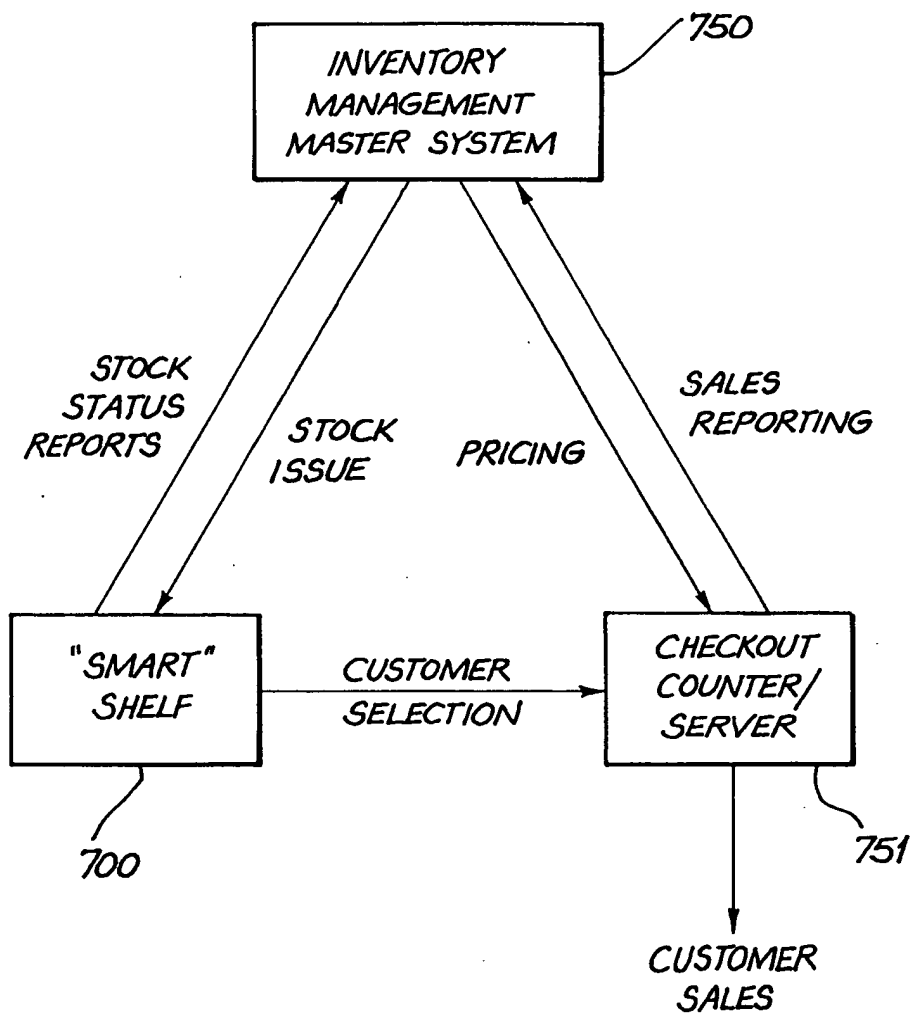 750
INVENTORY
MANAGEMENT
MASTER SYSTEM
STOCK
STATUS
REPORTS
STOCK
ISSUE
PRICING
SALES
REPORTING
"SMART"
SHELF
CUSTOMER
SELECTION
CHECKOUT
COUNTER/
SERVER
700
751
CUSTOMER
SALES